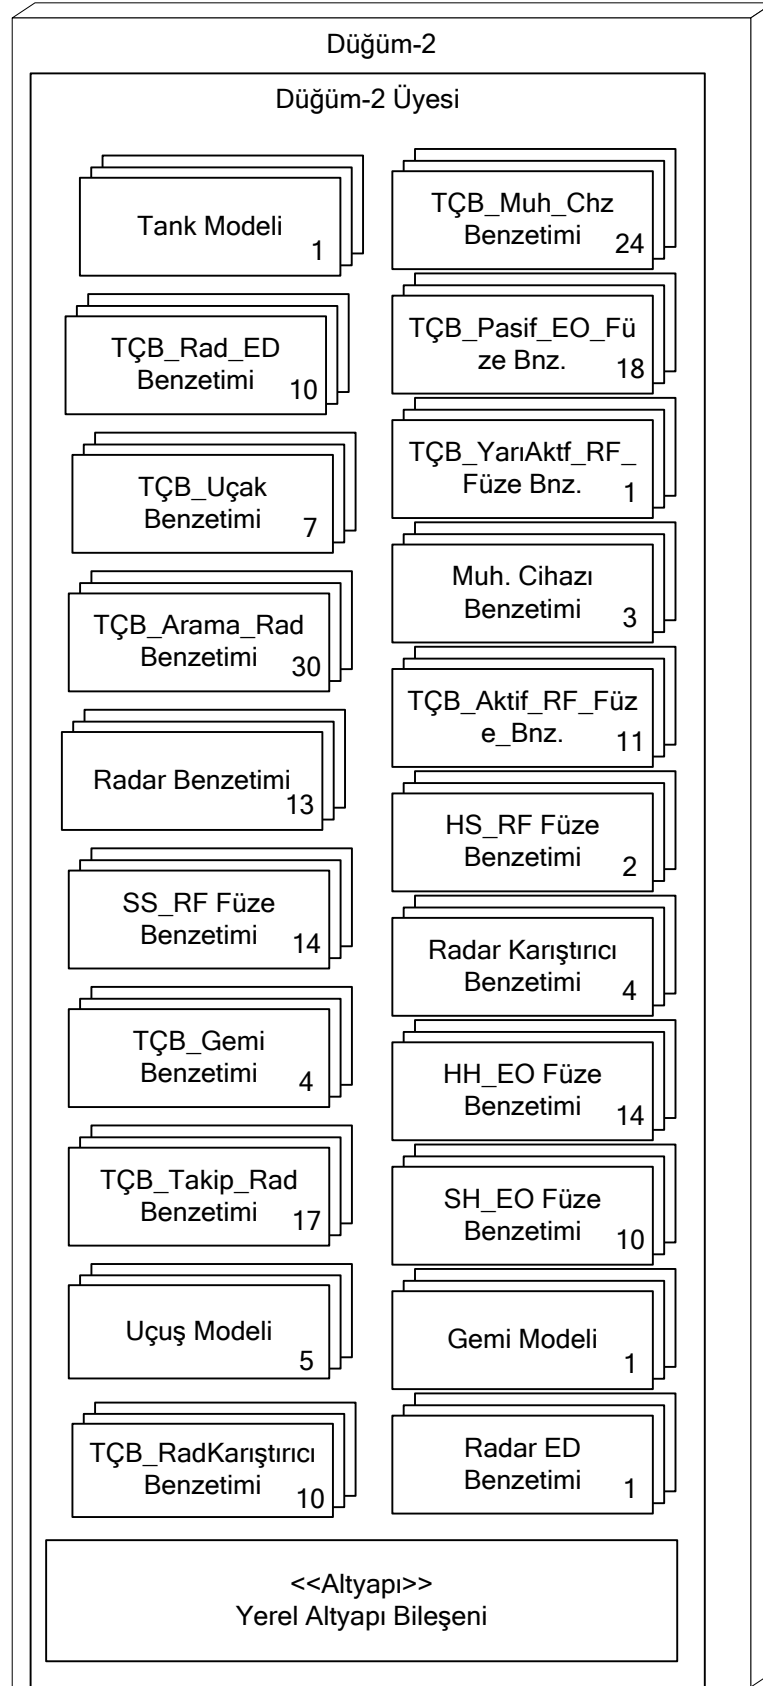 Düğüm-2
Düğüm-2 Üyesi
Tank Modeli
1
TÇB_Rad_ED
Benzetimi
10
TÇB_Uçak
Benzetimi
7
TÇB_Arama_Rad
Benzetimi
30
Radar Benzetimi
13
SS_RF Füze
Benzetimi
14
TÇB_Gemi
Benzetimi
4
TÇB_Takip_Rad
Benzetimi
17
Uçuş Modeli
5
TÇB_RadKarıştırıcı
Benzetimi
10
TÇB_Muh_Chz
Benzetimi
24
TÇB_Pasif_EO_Fü
ze Bnz.
18
TÇB_YarıAktf_RF_
Füze Bnz.
1
Muh. Cihazı
Benzetimi
3
TÇB_Aktif_RF_Füz
e_Bnz.
11
HS_RF Füze
Benzetimi
2
Radar Karıştırıcı
Benzetimi
4
HH_EO Füze
Benzetimi
14
SH_EO Füze
Benzetimi
10
Gemi Modeli
1
Radar ED
Benzetimi
1
<<Altyapı>>
Yerel Altyapı Bileşeni